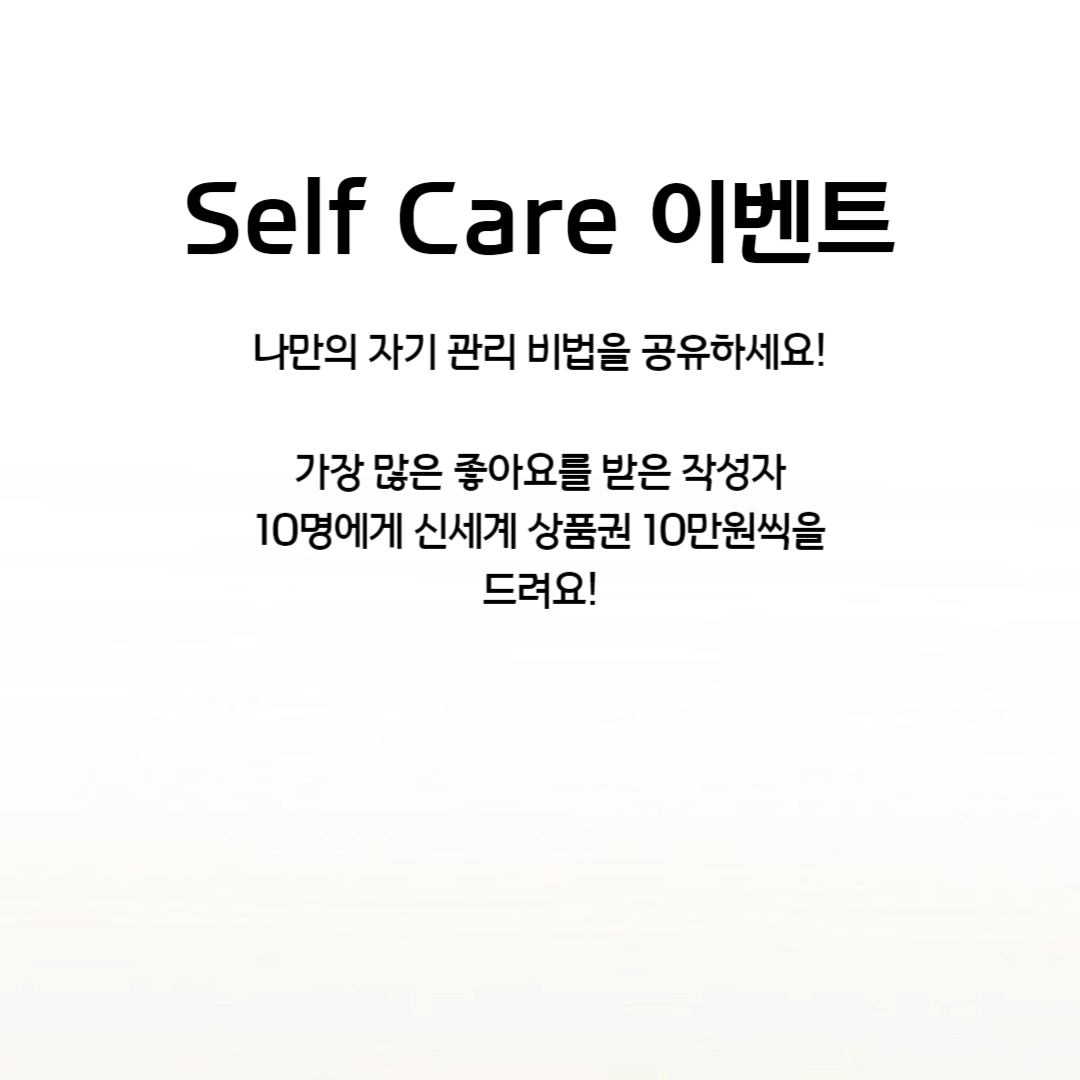 Self Care 이벤트
나만의 자기 관리 비법을 공유하세요!
가장 많은 좋아요를 받은 작성자
10명에게 신세계 상품권 10만원씩을
드려요!